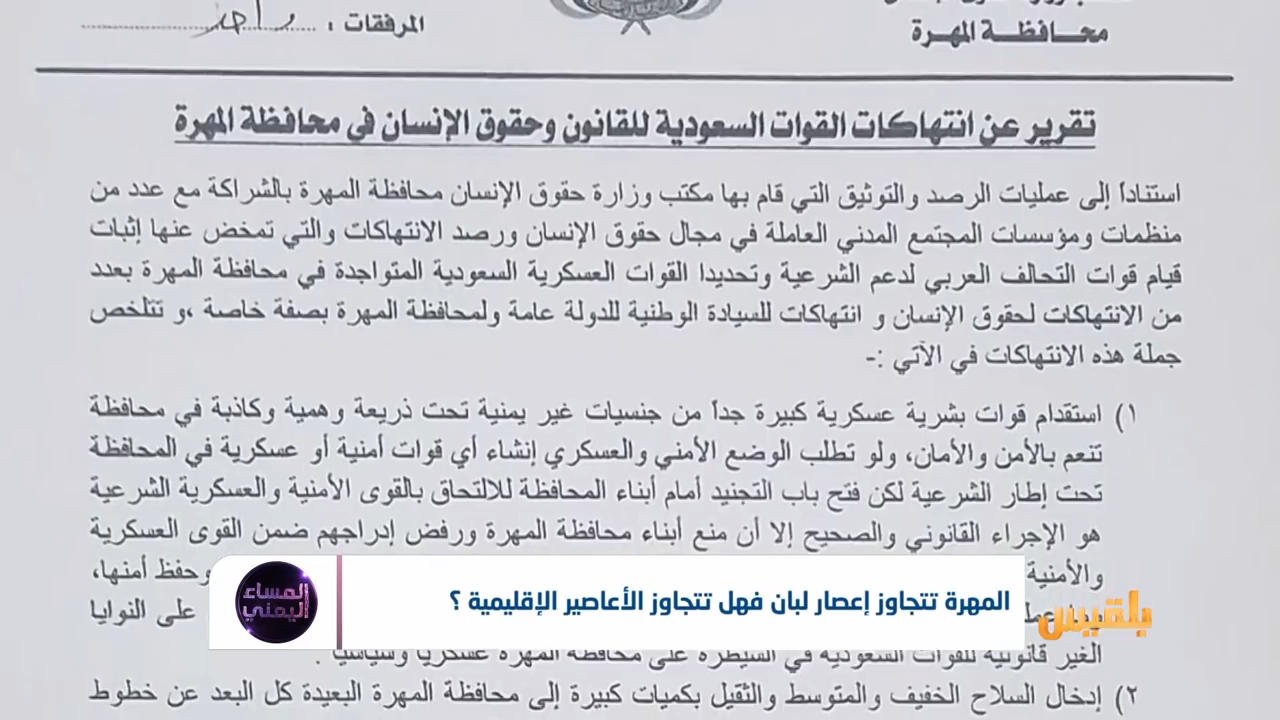 محافظة المهرة
المرفقات : واحد
تقرير عن انتهاكات القوات السعودية للقانون وحقوق الإنسان في محافظة المهرة
استناداً إلى عمليات الرصد والتوثيق التي قام بها مكتب وزارة حقوق الإنسان محافظة المهرة بالشراكة مع عدد من
منظمات ومؤسسات المجتمع المدني العاملة في مجال حقوق الإنسان ورصد الانتهاكات والتي تمخض عنها إثبات
قيام قوات التحالف العربي لدعم الشرعية وتحديدا القوات العسكرية السعودية المتواجدة في محافظة المهرة بعدد
من الانتهاكات لحقوق الإنسان و انتهاكات للسيادة الوطنية للدولة عامة ولمحافظة المهرة بصفة خاصة ،و تتلخص
جملة هذه الانتهاكات في الآتي :-
١) استقدام قوات بشرية عسكرية كبيرة جداً من جنسيات غير يمنية تحت ذريعة وهمية وكاذبة في محافظة
تنعم بالأمن والأمان، ولو تطلب الوضع الأمني والعسكري إنشاء أي قوات أمنية أو عسكرية في المحافظة
تحت إطار الشرعية لكن فتح باب التجنيد أمام أبناء المحافظة للالتحاق بالقوى الأمنية والعسكرية الشرعية
هو الإجراء القانوني والصحيح إلا أن منع أبناء محافظة المهرة ورفض إدراجهم ضمن القوى العسكرية
والأمنية وحفظ أمنها،
على النوايا
الغير قانونية للقوات السعودية في السيطرة على محافظة المهرة عسكرياً وسياسياً .
٢) إدخال السلاح الخفيف والمتوسط والثقيل بكميات كبيرة إلى محافظة المهرة البعيدة كل البعد عن خطوط
المهرة تتجاوز إعصار لبان فهل تتجاوز الأعاصير الإقليمية ؟
المساء
اليمني
بلقيس